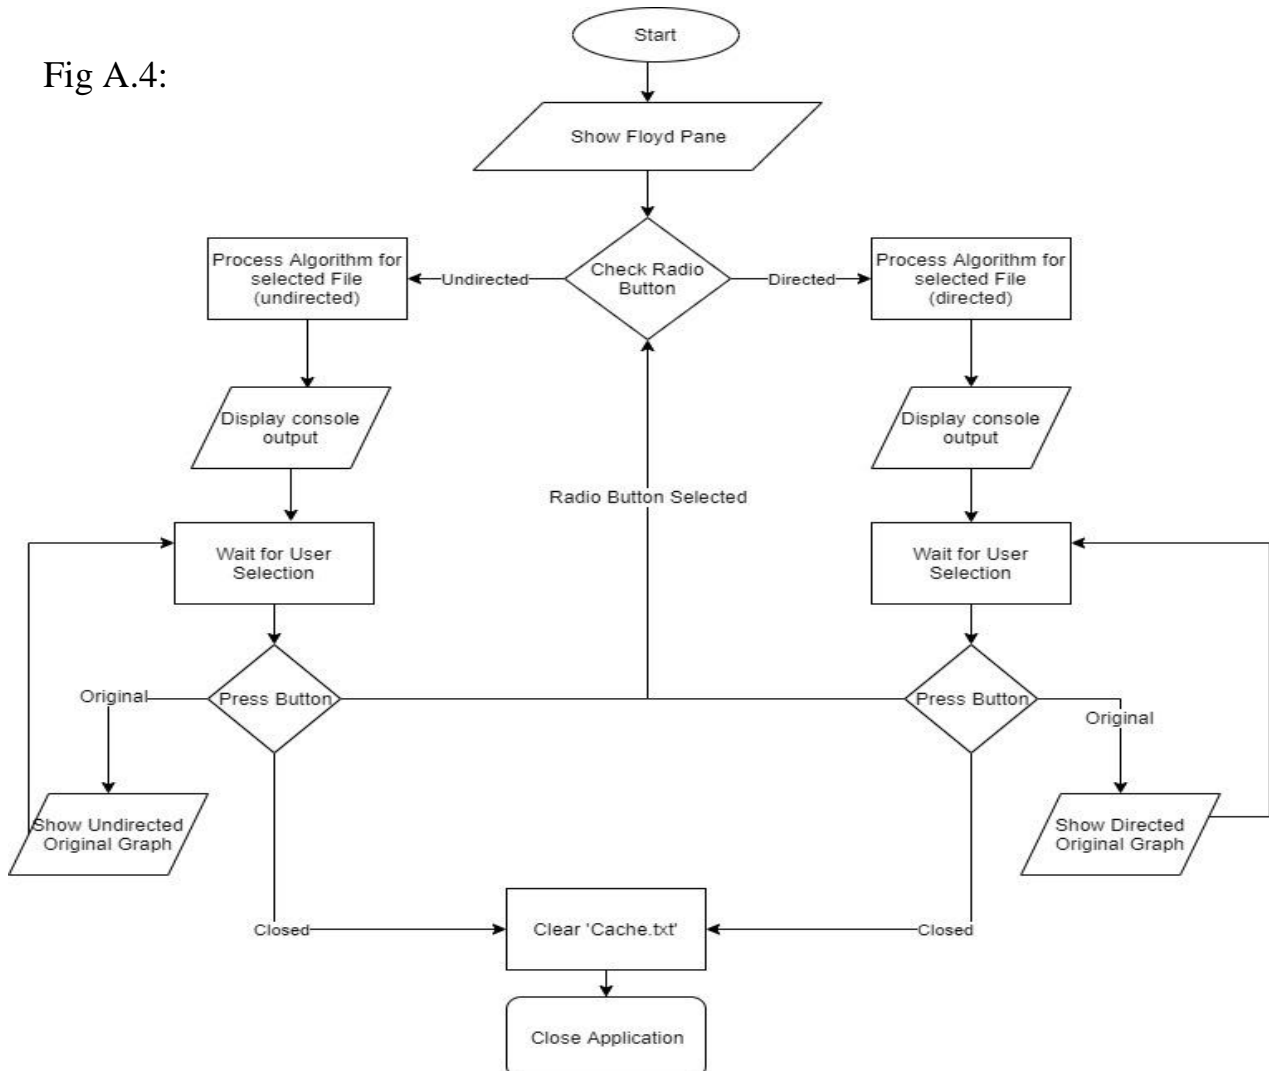 Start
Fig A.4:
Show Floyd Pane
Process Algorithm for
selected File
(undirected)
Undirected
Check Radio
Button
Directed
Process Algorithm for
selected File
(directed)
Display console
output
Display console
output
Radio Button Selected
Wait for User
Selection
Wait for User
Selection
Original
Press Button
Press Button
Original
Show Undirected
Original Graph
Show Directed
Original Graph
Closed
Clear 'Cache.txt'
Closed
Close Application